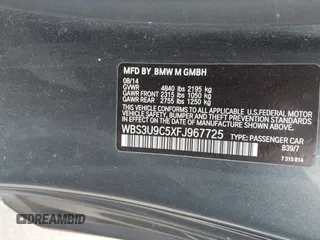 MFD BY BMW M GMBH
08/14
GVWR 4840 lbs 2195 kg
GAWR FRONT 2315 lbs 1050 kg
GAWR REAR 2755 lbs 1250 kg
THIS VEHICLE CONFORMS TO ALL APPLICABLE U.S. FEDERAL MOTOR
VEHICLE SAFETY, BUMPER AND THEFT PREVENTION STANDARDS IN
EFFECT ON THE DATE OF MANUFACTURE SHOWN ABOVE.
WBS3U9C5XFJ967725 TYPE: PASSENGER CAR
B39/7
7 315 814
DREAMBID